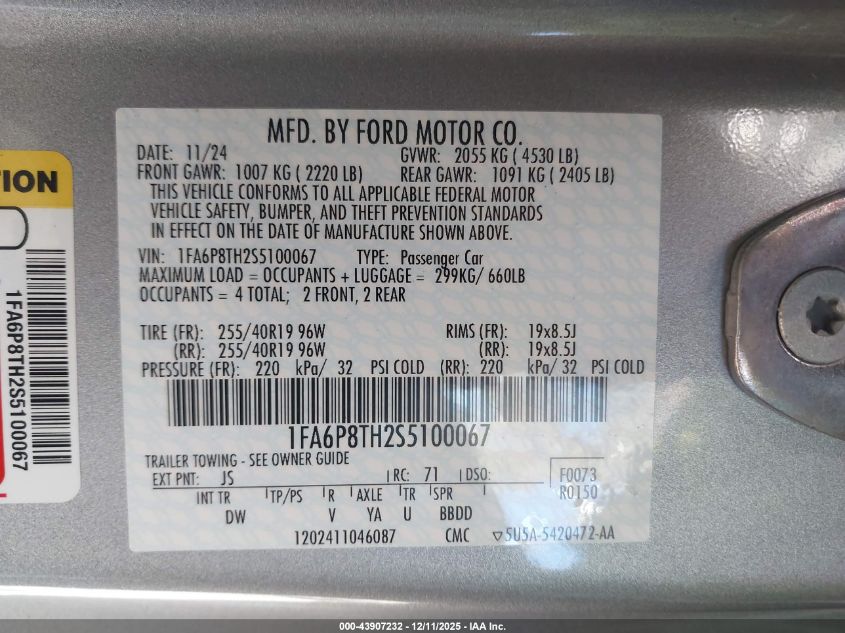 MFD. BY FORD MOTOR CO.
DATE: 11/24 GVWR: 2055 KG ( 4530 LB)
FRONT GAWR: 1007 KG ( 2220 LB) REAR GAWR: 1091 KG ( 2405 LB)
THIS VEHICLE CONFORMS TO ALL APPLICABLE FEDERAL MOTOR
VEHICLE SAFETY, BUMPER, AND THEFT PREVENTION STANDARDS
IN EFFECT ON THE DATE OF MANUFACTURE SHOWN ABOVE.
VIN: 1FA6P8TH2S5100067 TYPE: Passenger Car
MAXIMUM LOAD = OCCUPANTS + LUGGAGE = 299KG/ 660LB
OCCUPANTS = 4 TOTAL; 2 FRONT, 2 REAR
TIRE (FR): 255/40R19 96W RIMS (FR): 19x8.5J
(RR): 255/40R19 96W (RR): 19x8.5J
PRESSURE (FR): 220 kPa/ 32 PSI COLD (RR): 220 kPa/ 32 PSI COLD
1FA6P8TH2S5100067
TRAILER TOWING - SEE OWNER GUIDE
EXT PNT: JS RC: 71 DSO: F0073
INT TR TP/PS R AXLE TR SPR R0150
DW V YA U BBDD
1202411046087 CMC 5U5A-5420472-AA
TION
1FA6P8TH2S5100067
000-43907232 - 12/11/2025 - IAA Inc.